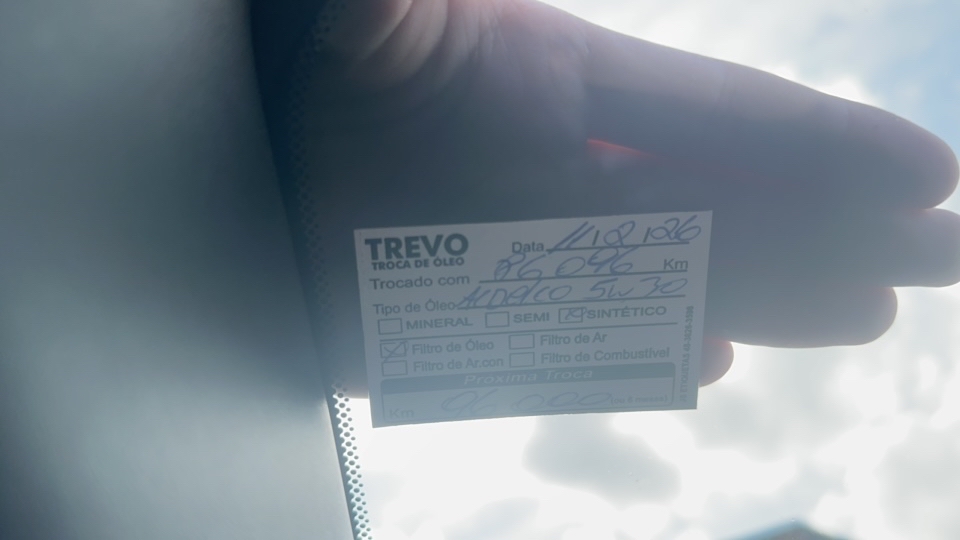 TREVO
TROCA DE ÓLEO
Data 11/8/26
Trocado com 86 096 Km
Tipo de Óleo ACDelco 5w30
MINERAL SEMI SINTÉTICO
Filtro de Óleo Filtro de Ar
Filtro de Ar.con Filtro de Combustível
Próxima Troca
Km 96.000